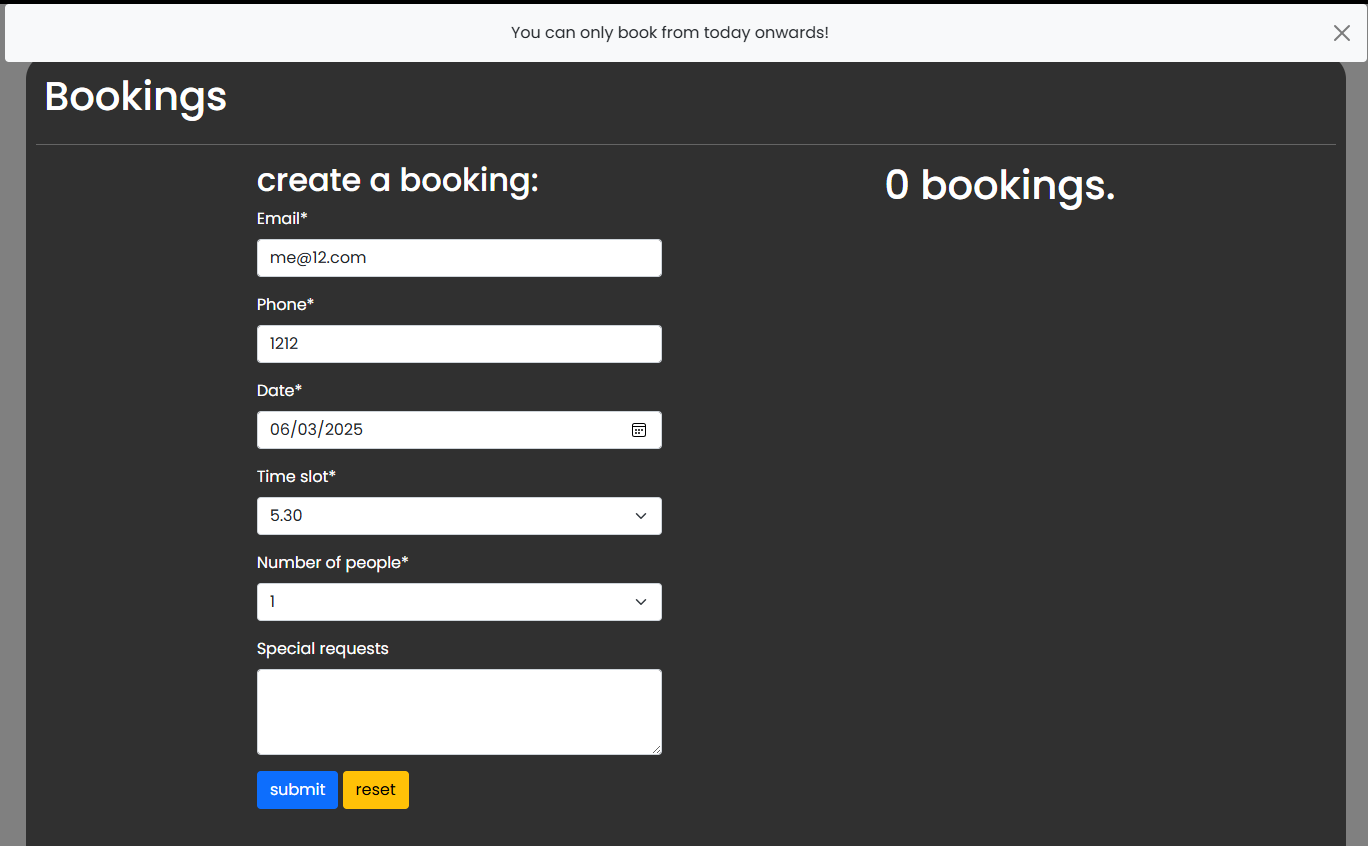 You can only book from today onwards!
Bookings
create a booking:
Email*
me@12.com
Phone*
1212
Date*
06/03/2025
Time slot*
5.30
Number of people*
1
Special requests
submit reset
0 bookings.